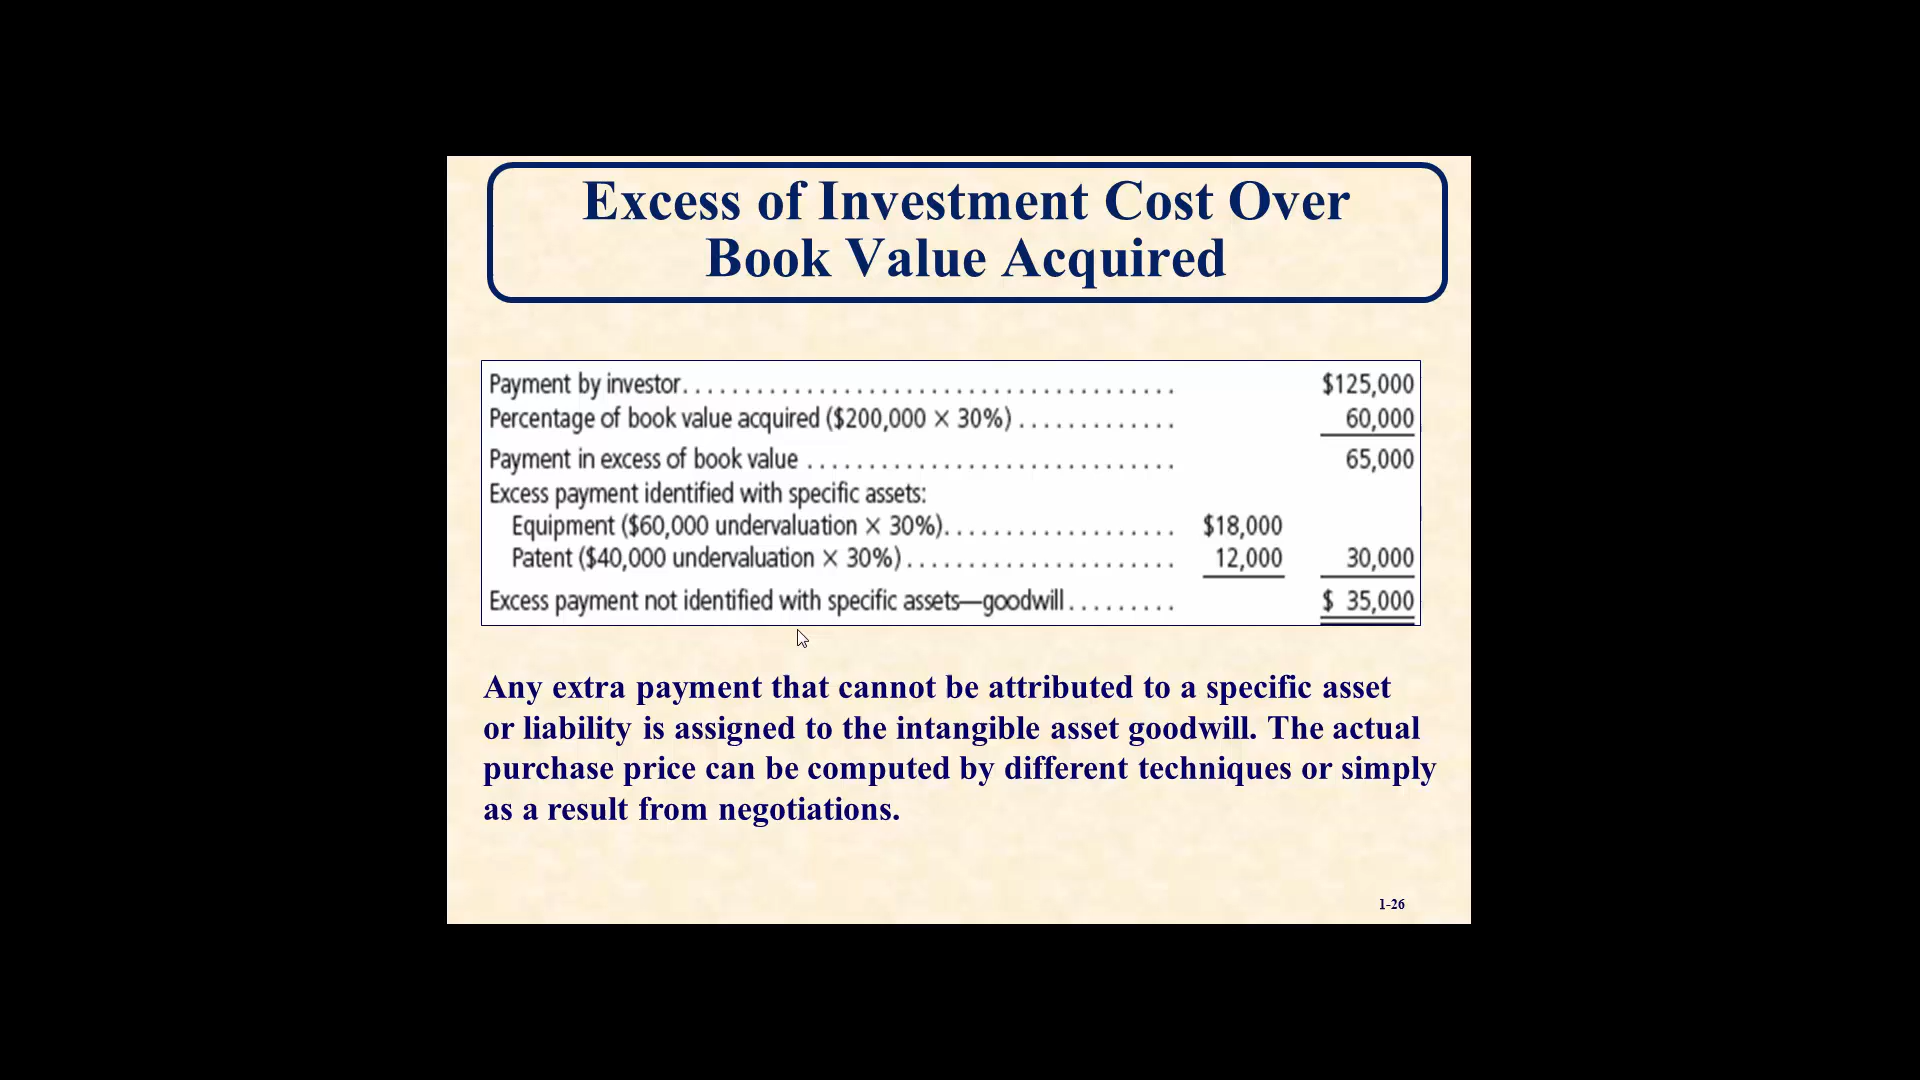 Excess of Investment Cost Over
Book Value Acquired
Payment by investor........................................ $125,000
Percentage of book value acquired ($200,000 × 30%)............. 60,000
Payment in excess of book value .............................. 65,000
Excess payment identified with specific assets:
Equipment ($60,000 undervaluation × 30%)................... $18,000
Patent ($40,000 undervaluation × 30%)...................... 12,000 30,000
Excess payment not identified with specific assets—goodwill......... $ 35,000
Any extra payment that cannot be attributed to a specific asset
or liability is assigned to the intangible asset goodwill. The actual
purchase price can be computed by different techniques or simply
as a result from negotiations.
1-26